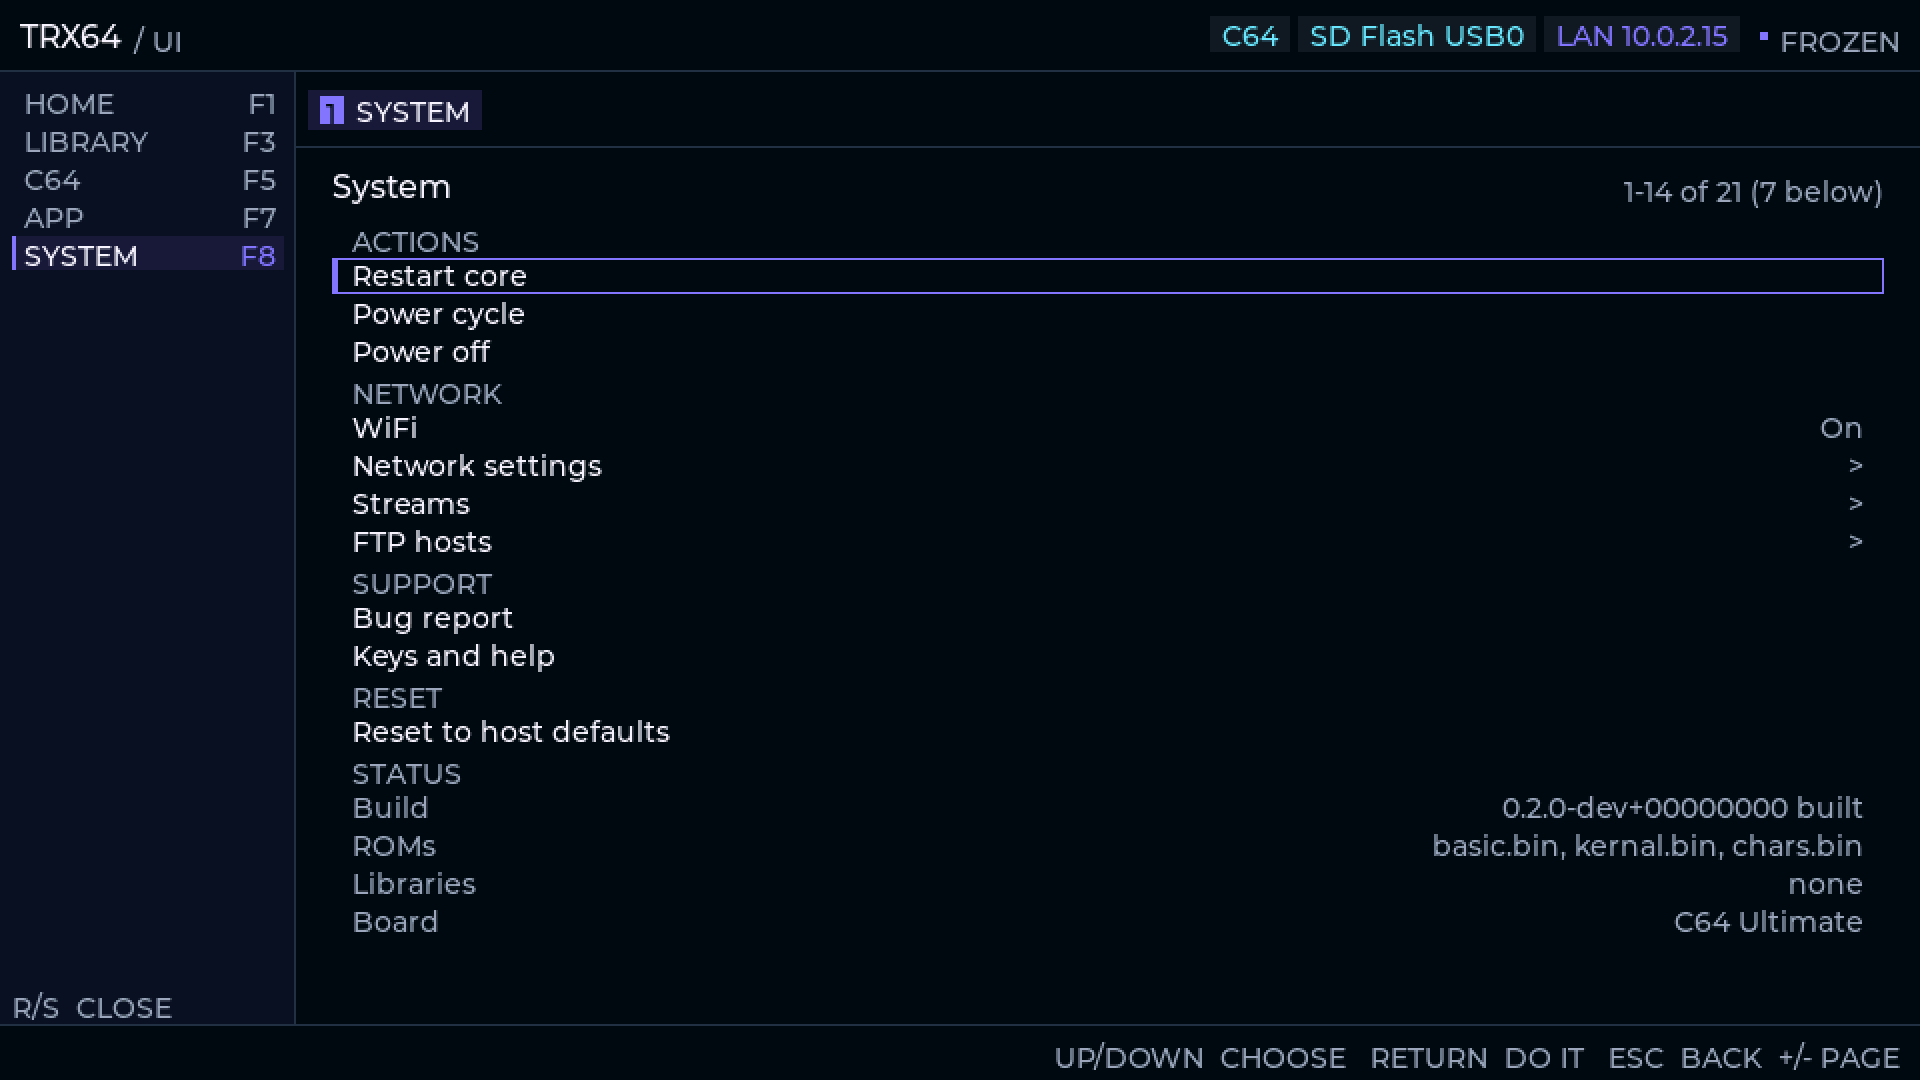 TRX64 / UI
C64 SD Flash USB0 LAN 10.0.2.15 FROZEN
HOME F1
LIBRARY F3
C64 F5
APP F7
SYSTEM F8
R/S CLOSE
1 SYSTEM
System
1-14 of 21 (7 below)
ACTIONS
Restart core
Power cycle
Power off
NETWORK
WiFi On
Network settings >
Streams >
FTP hosts >
SUPPORT
Bug report
Keys and help
RESET
Reset to host defaults
STATUS
Build 0.2.0-dev+00000000 built
ROMs basic.bin, kernal.bin, chars.bin
Libraries none
Board C64 Ultimate
UP/DOWN CHOOSE RETURN DO IT ESC BACK +/- PAGE